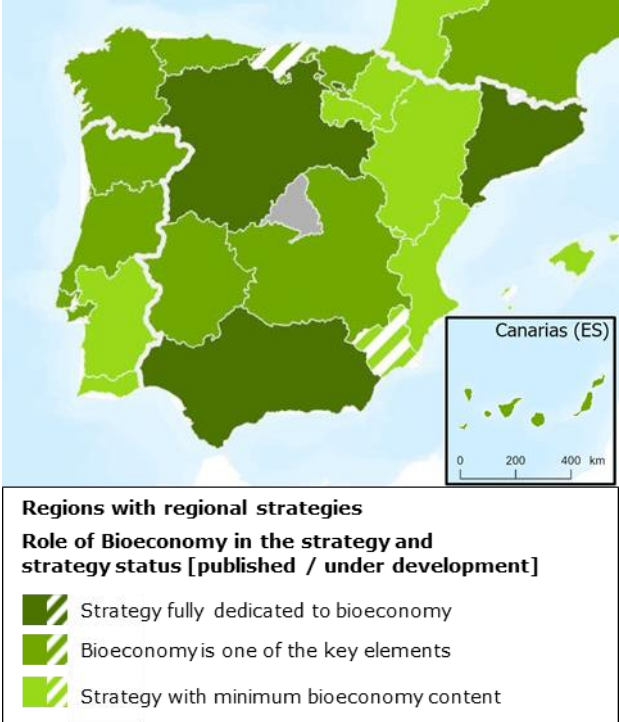 Canarias (ES)
0 200 400 km
Regions with regional strategies
Role of Bioeconomy in the strategy and
strategy status [published / under development]
Strategy fully dedicated to bioeconomy
Bioeconomy is one of the key elements
Strategy with minimum bioeconomy content